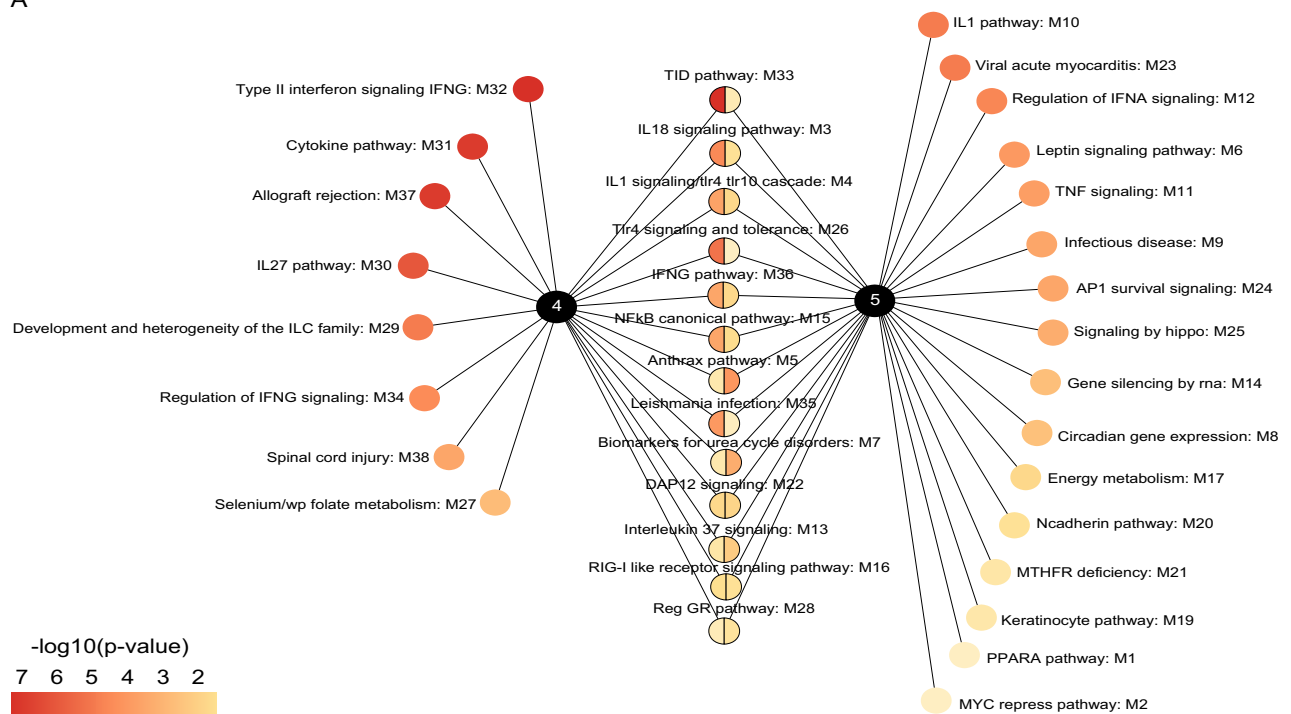 A
Type II interferon signaling IFNG: M32
Cytokine pathway: M31
Allograft rejection: M37
IL27 pathway: M30
Development and heterogeneity of the ILC family: M29
Regulation of IFNG signaling: M34
Spinal cord injury: M38
Selenium/wp folate metabolism: M27
4
TID pathway: M33
IL18 signaling pathway: M3
IL1 signaling/tlr4 tlr10 cascade: M4
Tlr4 signaling and tolerance: M26
IFNG pathway: M36
NFkB canonical pathway: M15
Anthrax pathway: M5
Leishmania infection: M35
Biomarkers for urea cycle disorders: M7
DAP12 signaling: M22
Interleukin 37 signaling: M13
RIG-I like receptor signaling pathway: M16
Reg GR pathway: M28
5
IL1 pathway: M10
Viral acute myocarditis: M23
Regulation of IFNA signaling: M12
Leptin signaling pathway: M6
TNF signaling: M11
Infectious disease: M9
AP1 survival signaling: M24
Signaling by hippo: M25
Gene silencing by rna: M14
Circadian gene expression: M8
Energy metabolism: M17
Ncadherin pathway: M20
MTHFR deficiency: M21
Keratinocyte pathway: M19
PPARA pathway: M1
MYC repress pathway: M2
-log10(p-value)
7 6 5 4 3 2